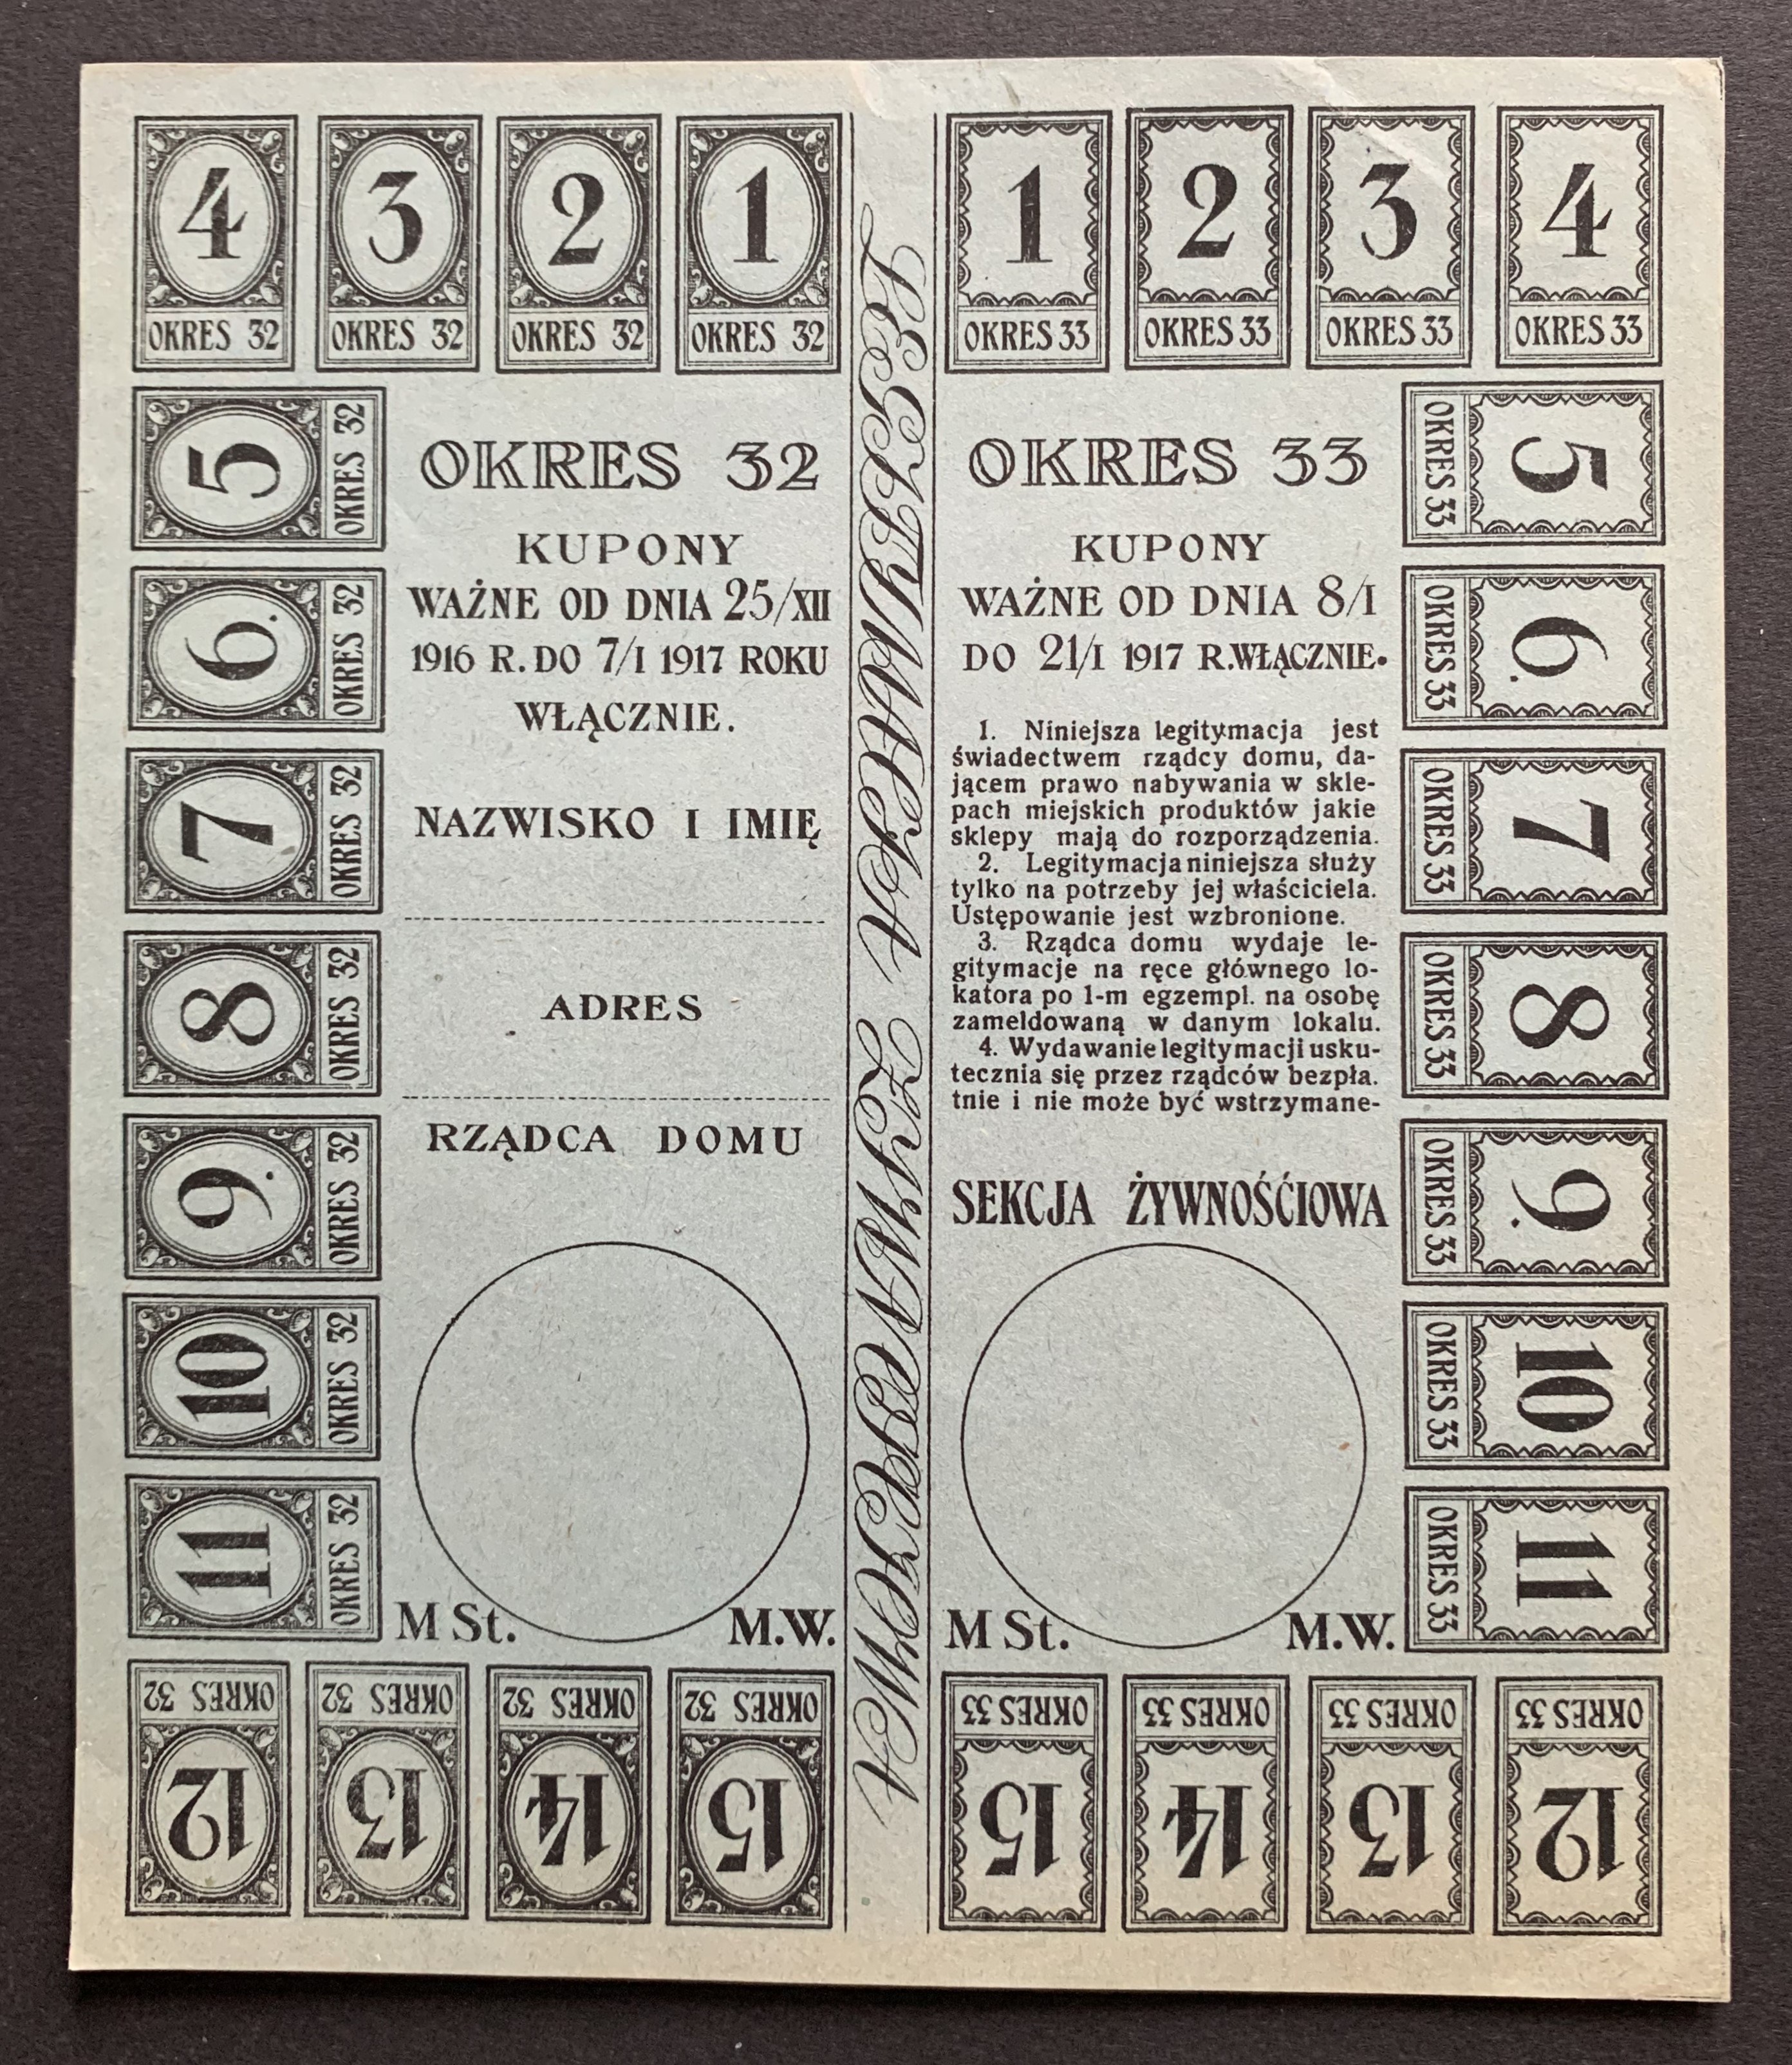 4 3 2 1
OKRES 32 OKRES 32 OKRES 32 OKRES 32
5 OKRES 32
6. OKRES 32
7 OKRES 32
8 OKRES 32
9. OKRES 32
10 OKRES 32
11 OKRES 32
OKRES 32
KUPONY
WAŻNE OD DNIA 25/XII
1916 R. DO 7/I 1917 ROKU
WŁĄCZNIE.
NAZWISKO I IMIĘ
ADRES
RZĄDCA DOMU
M St. M.W.
OKRES 32 OKRES 32 OKRES 32 OKRES 32
12 13 14 15
LEGITYMACJA
1 2 3 4
OKRES 33 OKRES 33 OKRES 33 OKRES 33
OKRES 33
KUPONY
WAŻNE OD DNIA 8/I
DO 21/I 1917 R.WŁĄCZNIE.
1. Niniejsza legitymacja jest
świadectwem rządcy domu, da-
jącem prawo nabywania w skle-
pach miejskich produktów jakie
sklepy mają do rozporządzenia.
2. Legitymacja niniejsza służy
tylko na potrzeby jej właściciela.
Ustępowanie jest wzbronione.
3. Rządca domu wydaje le-
gitymacje na ręce głównego lo-
katora po 1-m egzempl. na osobę
zameldowaną w danym lokalu.
4. Wydawanie legitymacji usku-
tecznia się przez rządców bezpła.
tnie i nie może być wstrzymane-
SEKCJA ŻYWNOŚĆIOWA
M St. M.W.
5 OKRES 33
6. OKRES 33
7 OKRES 33
8 OKRES 33
9. OKRES 33
10 OKRES 33
11 OKRES 33
OKRES 33 OKRES 33 OKRES 33 OKRES 33
15 14 13 12